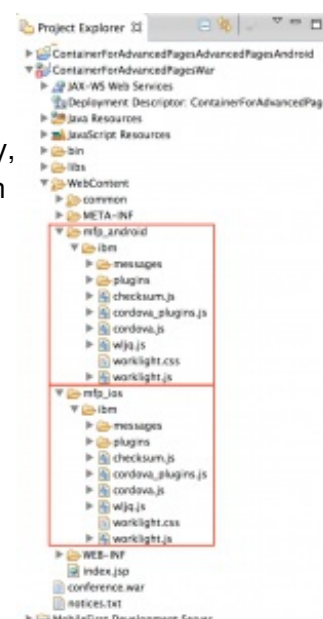 Project Explorer
ContainerForAdvancedPagesAdvancedPagesAndroid
ContainerForAdvancedPagesWar
JAX-WS Web Services
Deployment Descriptor: ContainerForAdvancedPag
Java Resources
JavaScript Resources
bin
libs
WebContent
common
META-INF
mfp_android
ibm
messages
plugins
checksum.js
cordova_plugins.js
cordova.js
wljq.js
worklight.css
worklight.js
mfp_ios
ibm
messages
plugins
checksum.js
cordova_plugins.js
cordova.js
wljq.js
worklight.css
worklight.js
WEB-INF
index.jsp
conference.war
notices.txt
MobileFirst Development Server